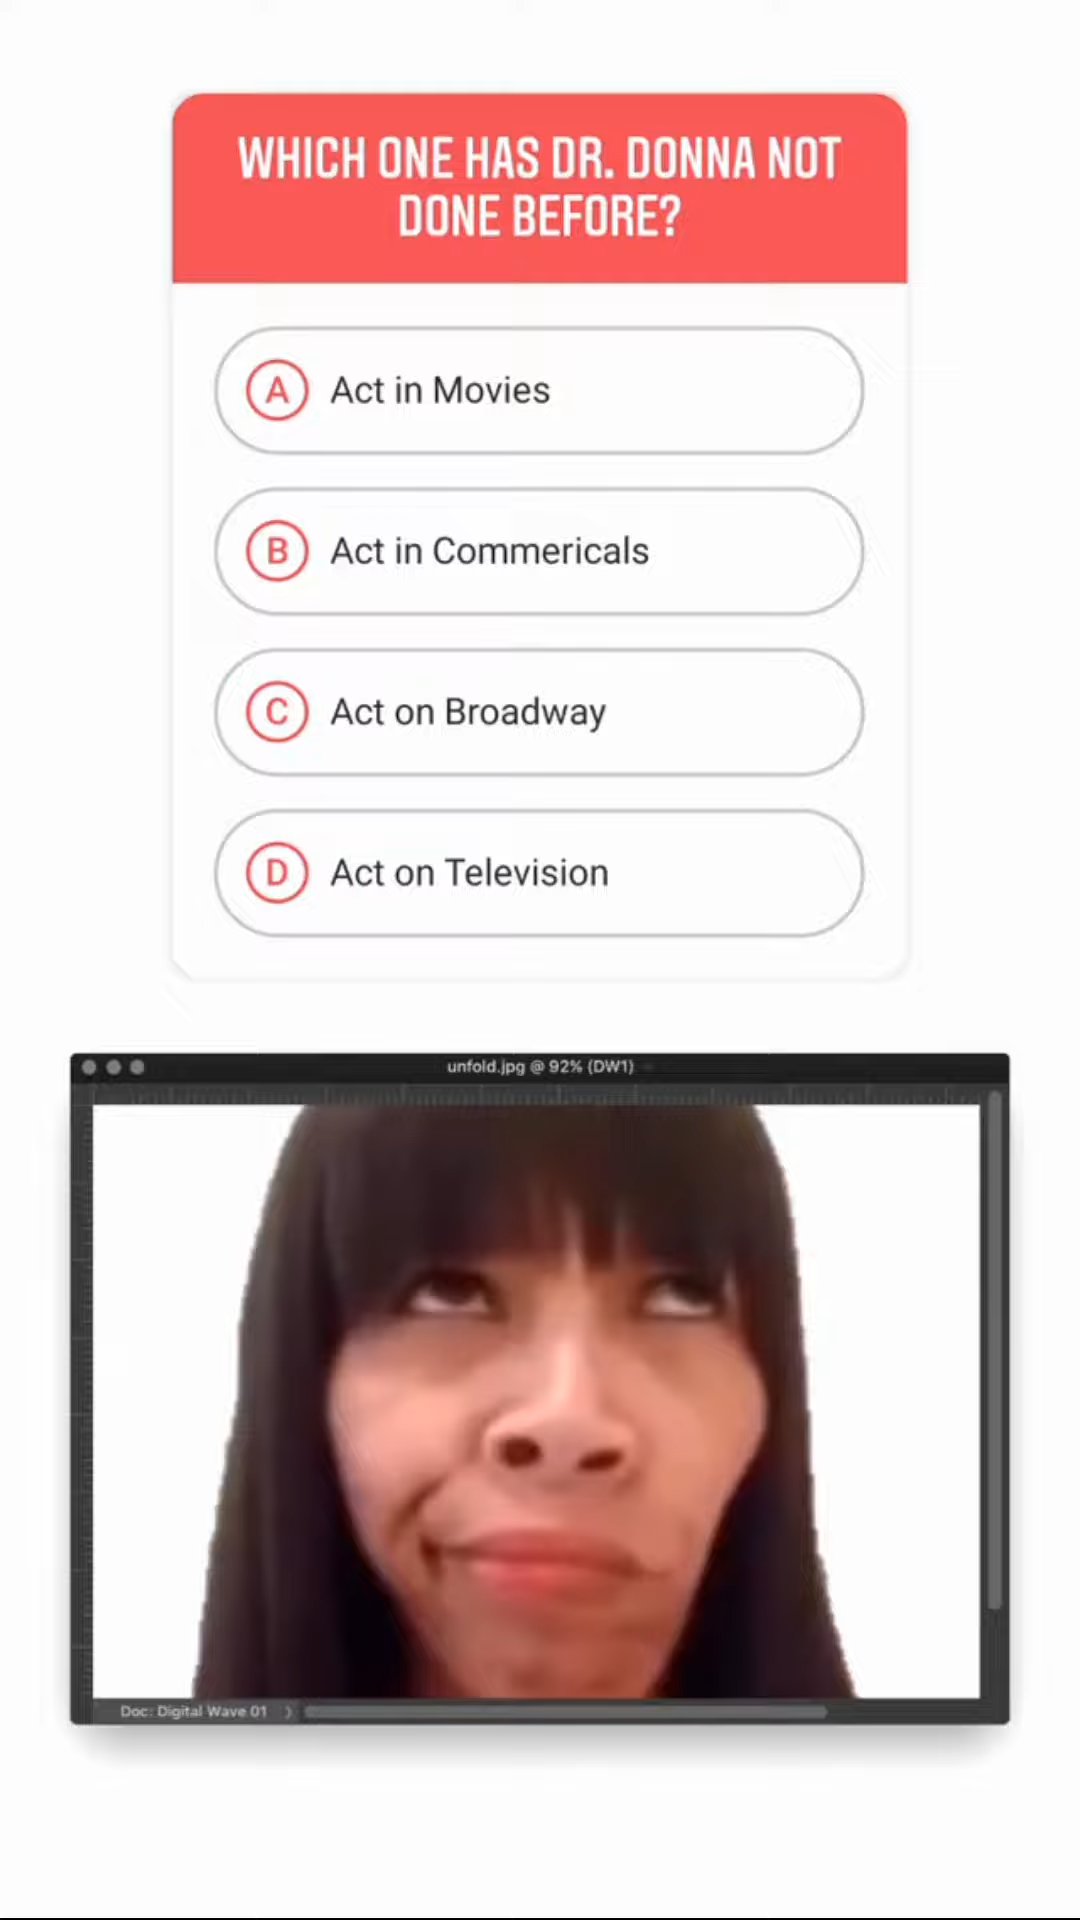 WHICH ONE HAS DR. DONNA NOT
DONE BEFORE?
A Act in Movies
B Act in Commericals
C Act on Broadway
D Act on Television
unfold.jpg @ 92% (DW1)
Doc: Digital Wave 01